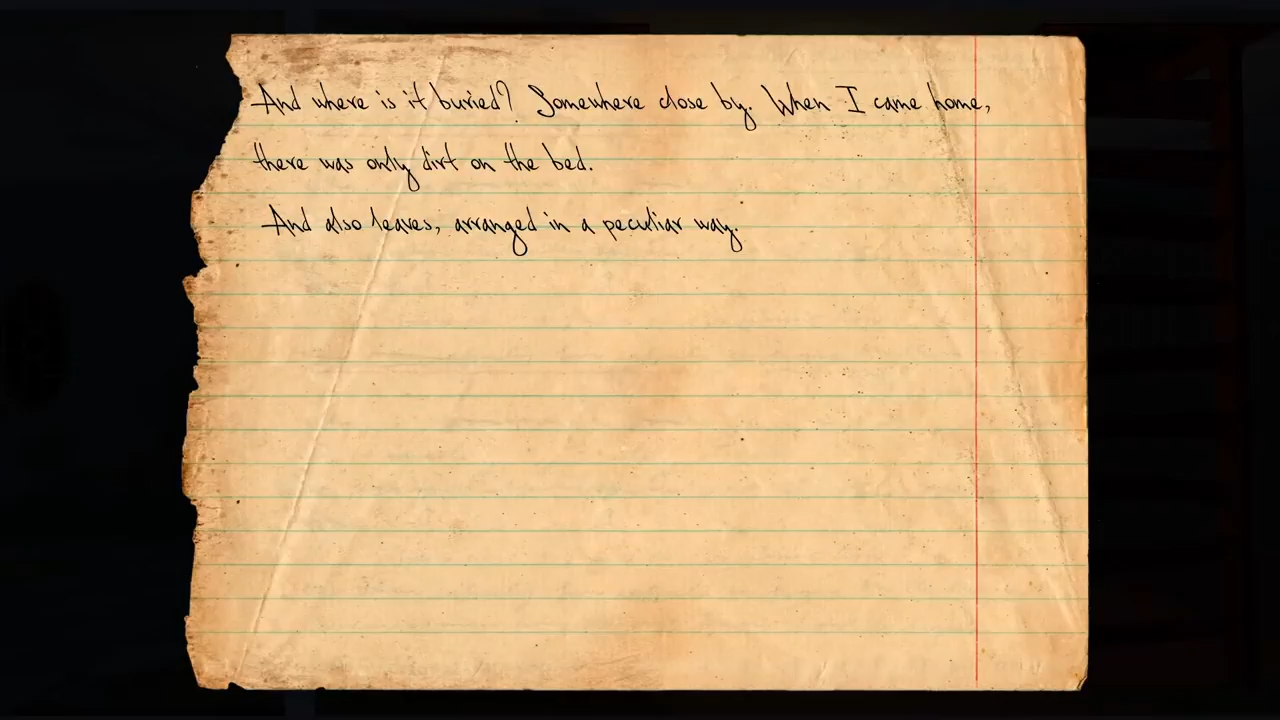 And where is it buried? Somewhere close by. When I came home,
there was only dirt on the bed.
And also leaves, arranged in a peculiar way.